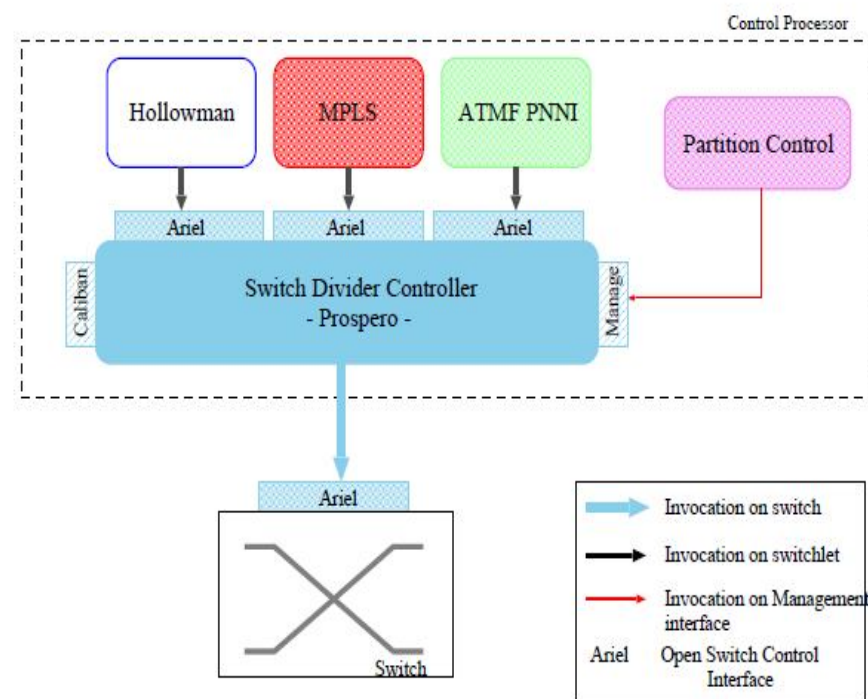 Control Processor
Hollowman
MPLS
ATMF PNNI
Partition Control
Ariel
Ariel
Ariel
Caliban
Switch Divider Controller
- Prospero -
Manage
Ariel
Switch
Invocation on switch
Invocation on switchlet
Invocation on Management
interface
Ariel Open Switch Control
Interface